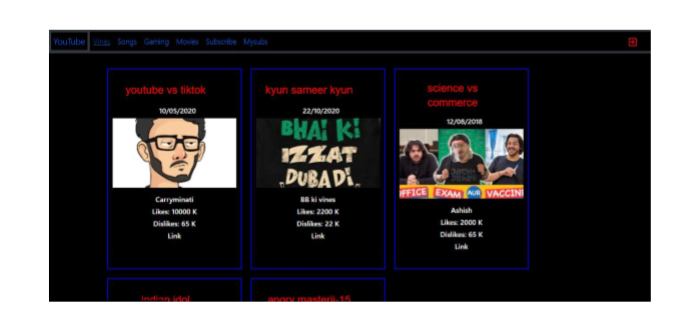 YouTube Vines Songs Gaming Movies Subscribe Mysubs
youtube vs tiktok
10/05/2020
Carryminati
Likes: 10000 K
Dislikes: 65 K
Link
kyun sameer kyun
22/10/2020
BHAI KI
IZZAT
DUBA DI
BB ki vines
Likes: 2200 K
Dislikes: 22 K
Link
science vs
commerce
12/08/2018
OFFICE EXAM AUR VACCIN
Ashish
Likes: 2000 K
Dislikes: 65 K
Link
indian idol
angry masterji-15